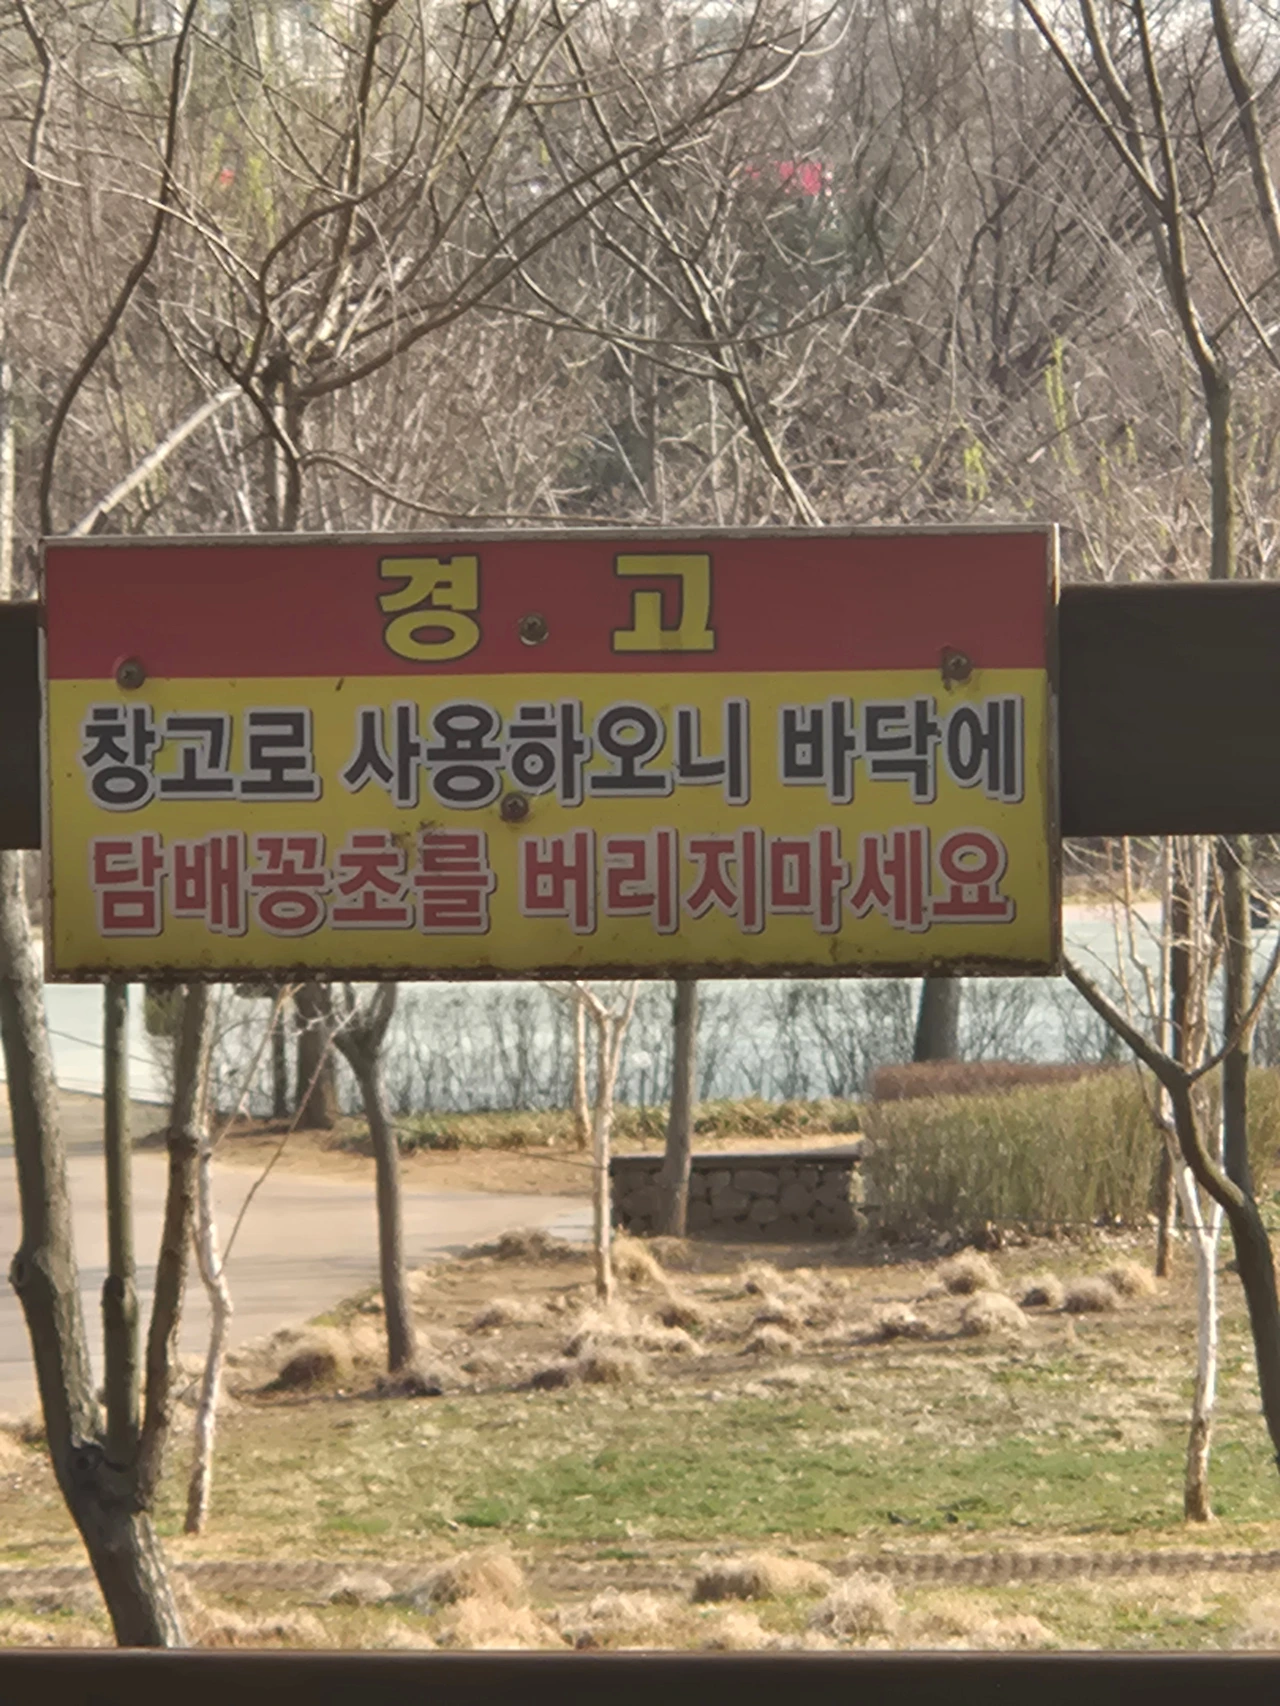 경 고
창고로 사용하오니 바닥에
담배꽁초를 버리지마세요